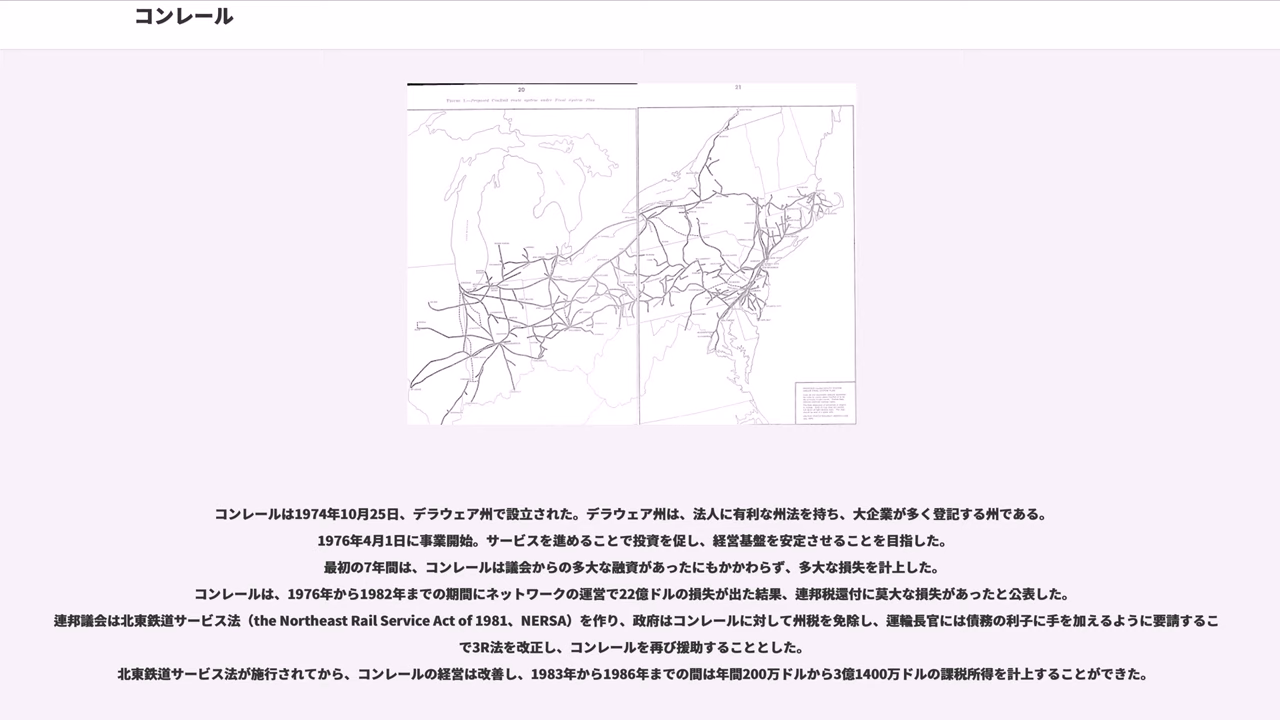 コンレール
20
21
コンレールは1974年10月25日、デラウェア州で設立された。デラウェア州は、法人に有利な州法を持ち、大企業が多く登記する州である。
1976年4月1日に事業開始。サービスを進めることで投資を促し、経営基盤を安定させることを目指した。
最初の7年間は、コンレールは議会からの多大な融資があったにもかかわらず、多大な損失を計上した。
コンレールは、1976年から1982年までの期間にネットワークの運営で22億ドルの損失が出た結果、連邦税還付に莫大な損失があったと公表した。
連邦議会は北東鉄道サービス法（the Northeast Rail Service Act of 1981、NERSA）を作り、政府はコンレールに対して州税を免除し、運輸長官には債務の利子に手を加えるように要請するこ
とで3R法を改正し、コンレールを再び援助することとした。
北東鉄道サービス法が施行されてから、コンレールの経営は改善し、1983年から1986年までの間は年間200万ドルから3億1400万ドルの課税所得を計上することができた。